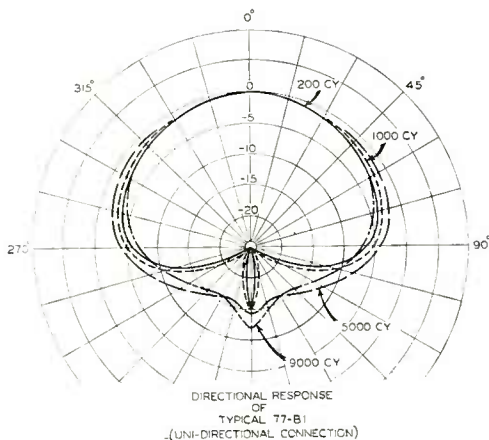 0°
315°
45°
200 CY
0
1000 CY
-5
-10
-15
-20
270°
90°
5000 CY
9000 CY
DIRECTIONAL RESPONSE
OF
TYPICAL 77-B1
(UNI-DIRECTIONAL CONNECTION)